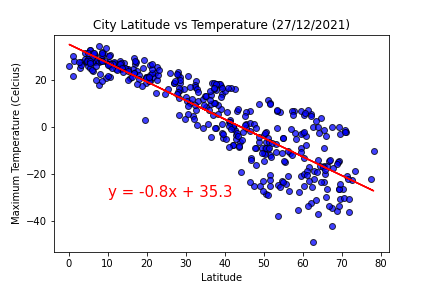 City Latitude vs Temperature (27/12/2021)
Maximum Temperature (Celcius)
20
0
−20
−40
y = -0.8x + 35.3
0 10 20 30 40 50 60 70 80
Latitude